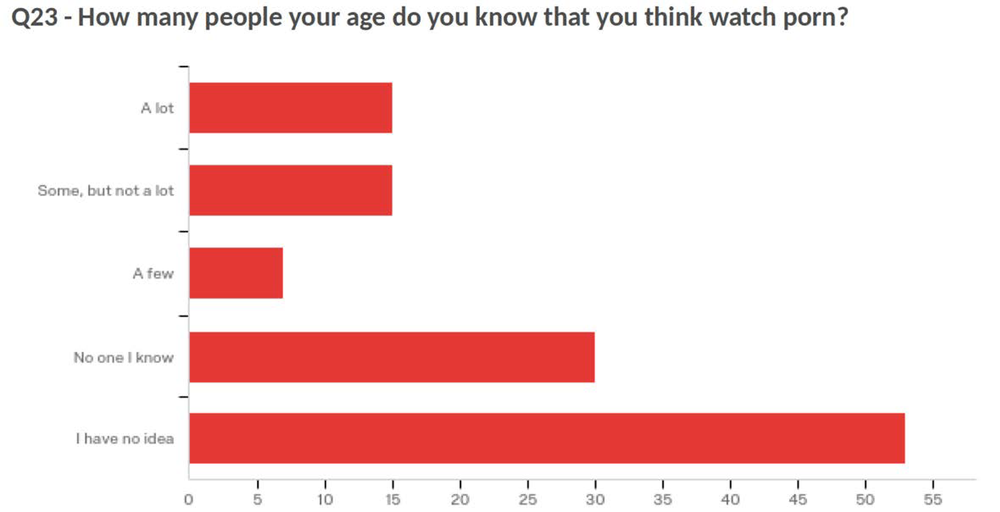 Q23 - How many people your age do you know that you think watch porn?
A lot
Some, but not a lot
A few
No one I know
I have no idea
0 5 10 15 20 25 30 35 40 45 50 55